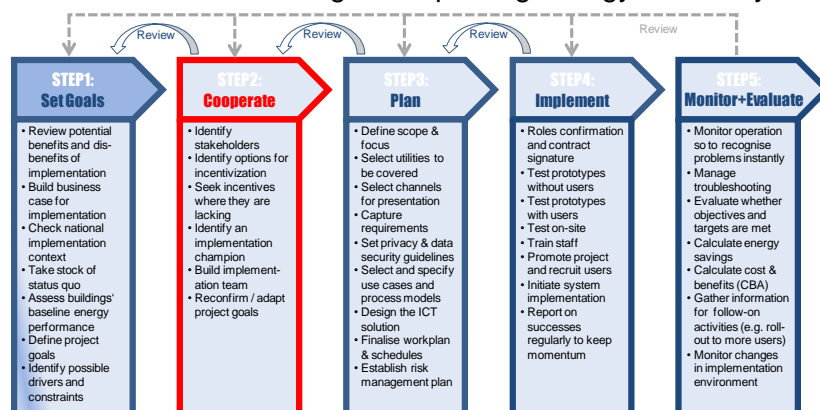 Review
Review
Review
Review
STEP1:
Set Goals
• Review potential
benefits and dis-
benefits of
implementation
• Build business
case for
implementation
• Check national
implementation
context
• Take stock of
status quo
• Assess buildings'
baseline energy
performance
• Define project
goals
• Identify possible
drivers and
constraints
STEP2:
Cooperate
• Identify
stakeholders
• Identify options for
incentivization
• Seek incentives
where they are
lacking
• Identify an
implementation
champion
• Build implement-
ation team
• Reconfirm / adapt
project goals
STEP3:
Plan
• Define scope &
focus
• Select utilities to
be covered
• Select channels
for presentation
• Capture
requirements
• Set privacy & data
security guidelines
• Select and specify
use cases and
process models
• Design the ICT
solution
• Finalise workplan
& schedules
• Establish risk
management plan
STEP4:
Implement
• Roles confirmation
and contract
signature
• Test prototypes
without users
• Test prototypes
with users
• Test on-site
• Train staff
• Promote project
and recruit users
• Initiate system
implementation
• Report on
successes
regularly to keep
momentum
STEP5:
Monitor+Evaluate
• Monitor operation
so to recognise
problems instantly
• Manage
troubleshooting
• Evaluate whether
objectives and
targets are met
• Calculate energy
savings
• Calculate cost &
benefits (CBA)
• Gather information
for follow-on
activities (e.g. roll-
out to more users)
• Monitor changes
in implementation
environment